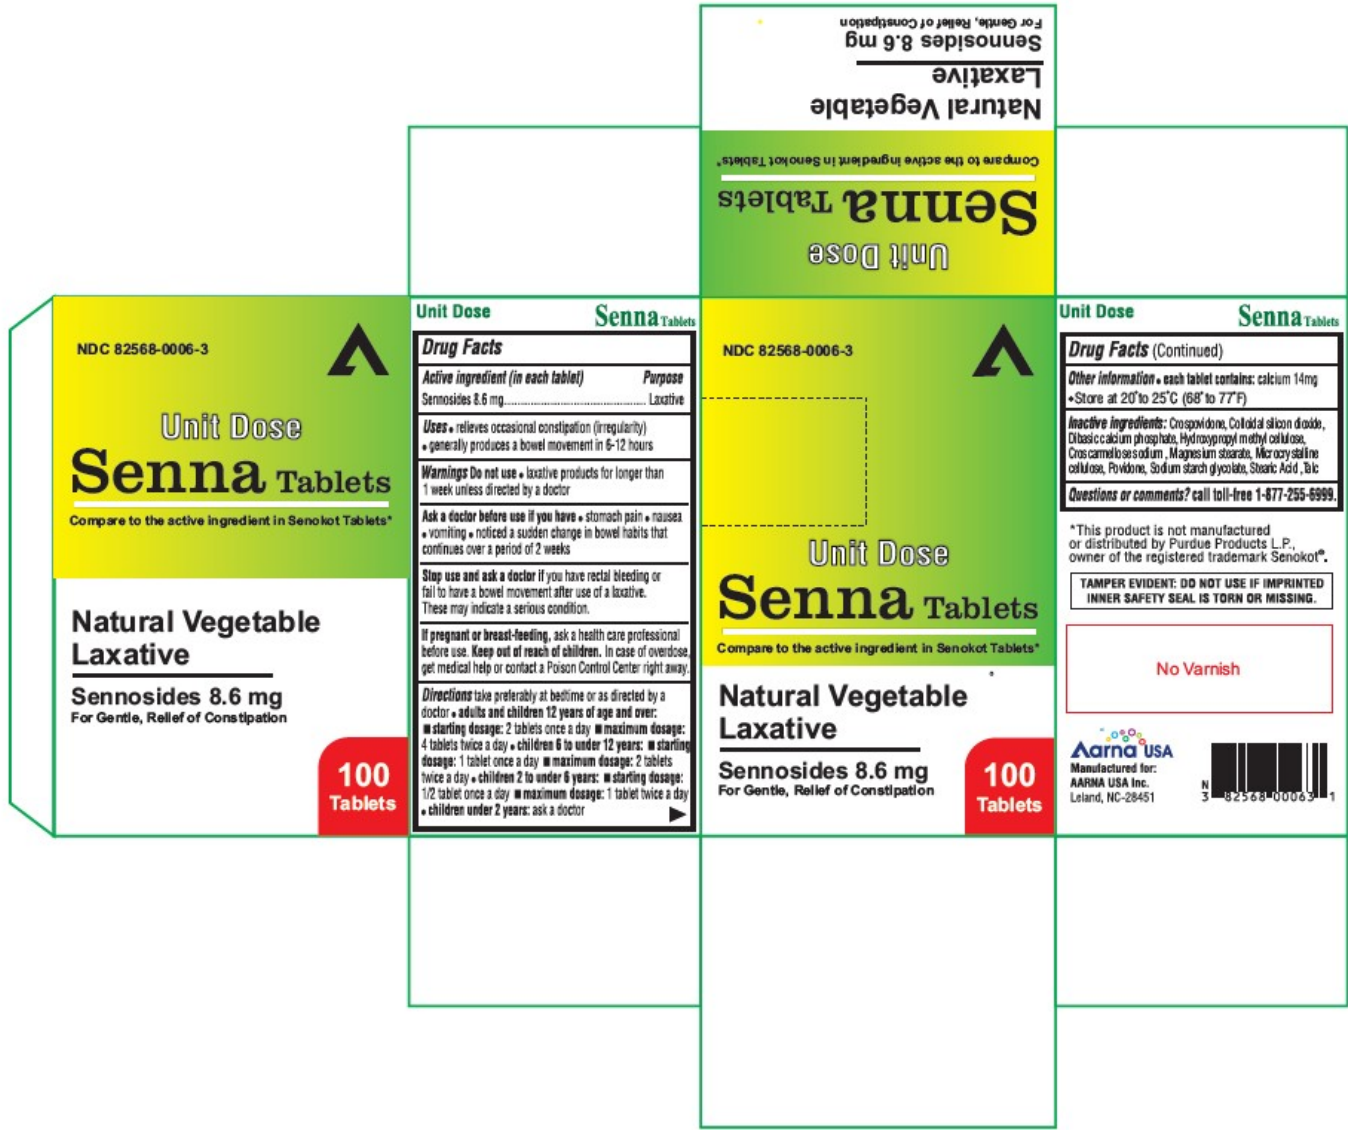 For Gentle, Relief of Constipation
Sennosides 8.6 mg
Laxative
Natural Vegetable
Compare to the active ingredient in Senokot Tablets*
Senna Tablets
Unit Dose
NDC 82568-0006-3
Unit Dose
Senna Tablets
Compare to the active ingredient in Senokot Tablets*
Natural Vegetable
Laxative
Sennosides 8.6 mg
For Gentle, Relief of Constipation
100
Tablets
Unit Dose Senna Tablets
Drug Facts
Active ingredient (in each tablet) Purpose
Sennosides 8.6 mg............................................... Laxative
Uses • relieves occasional constipation (irregularity)
• generally produces a bowel movement in 6-12 hours
Warnings Do not use • laxative products for longer than
1 week unless directed by a doctor
Ask a doctor before use if you have • stomach pain • nausea
• vomiting • noticed a sudden change in bowel habits that
continues over a period of 2 weeks
Stop use and ask a doctor if you have rectal bleeding or
fail to have a bowel movement after use of a laxative.
These may indicate a serious condition.
If pregnant or breast-feeding, ask a health care professional
before use. Keep out of reach of children. In case of overdose,
get medical help or contact a Poison Control Center right away.
Directions take preferably at bedtime or as directed by a
doctor • adults and children 12 years of age and over:
■ starting dosage: 2 tablets once a day ■ maximum dosage:
4 tablets twice a day • children 6 to under 12 years: ■ starting
dosage: 1 tablet once a day ■ maximum dosage: 2 tablets
twice a day • children 2 to under 6 years: ■ starting dosage:
1/2 tablet once a day ■ maximum dosage: 1 tablet twice a day
• children under 2 years: ask a doctor
NDC 82568-0006-3
Unit Dose
Senna Tablets
Compare to the active ingredient in Senokot Tablets*
®
Natural Vegetable
Laxative
Sennosides 8.6 mg
For Gentle, Relief of Constipation
100
Tablets
Unit Dose Senna Tablets
Drug Facts (Continued)
Other information • each tablet contains: calcium 14mg
•Store at 20˚to 25˚C (68˚to 77˚F)
Inactive ingredients: Crospovidone, Colloidal silicon dioxide,
Dibasic calcium phosphate, Hydroxypropyl methyl cellulose,
Croscarmellose sodium , Magnesium stearate, Microcrystalline
cellulose, Povidone, Sodium starch glycolate, Stearic Acid ,Talc
Questions or comments? call toll-free 1-877-255-6999.
*This product is not manufactured
or distributed by Purdue Products L.P.,
owner of the registered trademark Senokot®.
TAMPER EVIDENT: DO NOT USE IF IMPRINTED
INNER SAFETY SEAL IS TORN OR MISSING.
No Varnish
Aarna USA
Manufactured for:
AARNA USA Inc.
Leland, NC-28451
N
3 82568 00063 1